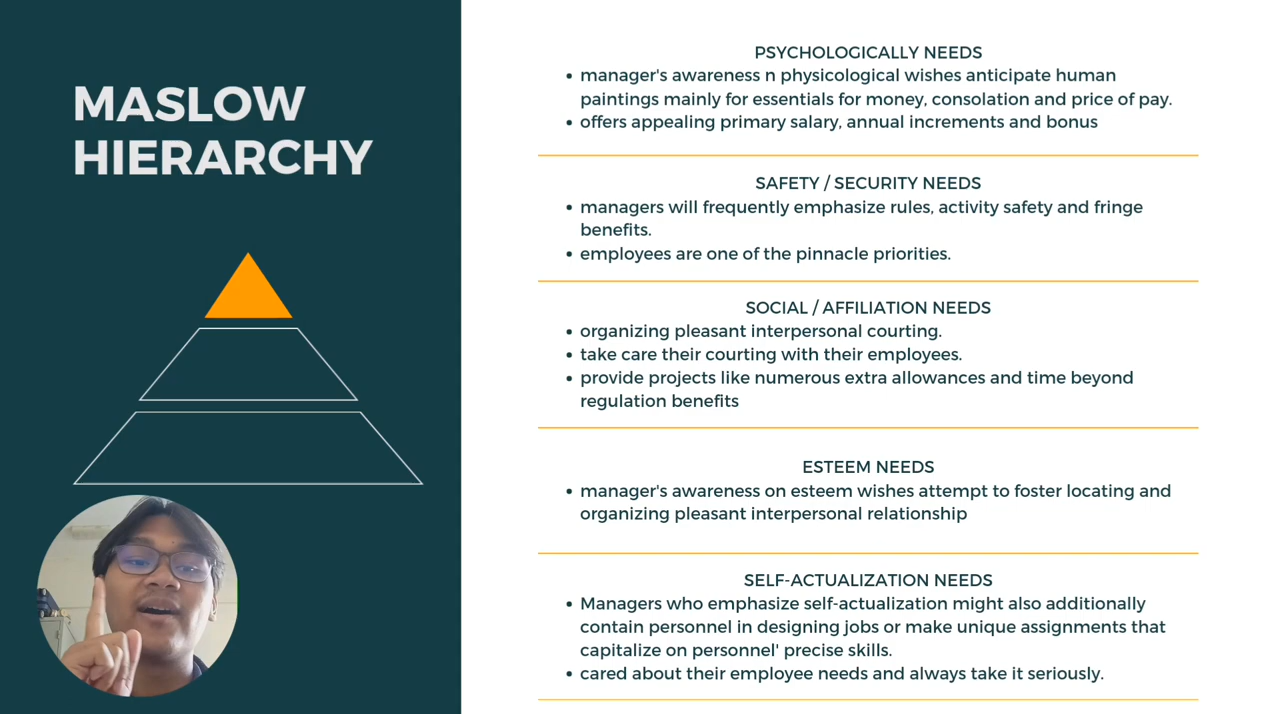 MASLOW
HIERARCHY
PSYCHOLOGICALLY NEEDS
• manager's awareness n physicological wishes anticipate human
paintings mainly for essentials for money, consolation and price of pay.
• offers appealing primary salary, annual increments and bonus
SAFETY / SECURITY NEEDS
• managers will frequently emphasize rules, activity safety and fringe
benefits.
• employees are one of the pinnacle priorities.
SOCIAL / AFFILIATION NEEDS
• organizing pleasant interpersonal courting.
• take care their courting with their employees.
• provide projects like numerous extra allowances and time beyond
regulation benefits
ESTEEM NEEDS
• manager's awareness on esteem wishes attempt to foster locating and
organizing pleasant interpersonal relationship
SELF-ACTUALIZATION NEEDS
• Managers who emphasize self-actualization might also additionally
contain personnel in designing jobs or make unique assignments that
capitalize on personnel' precise skills.
• cared about their employee needs and always take it seriously.